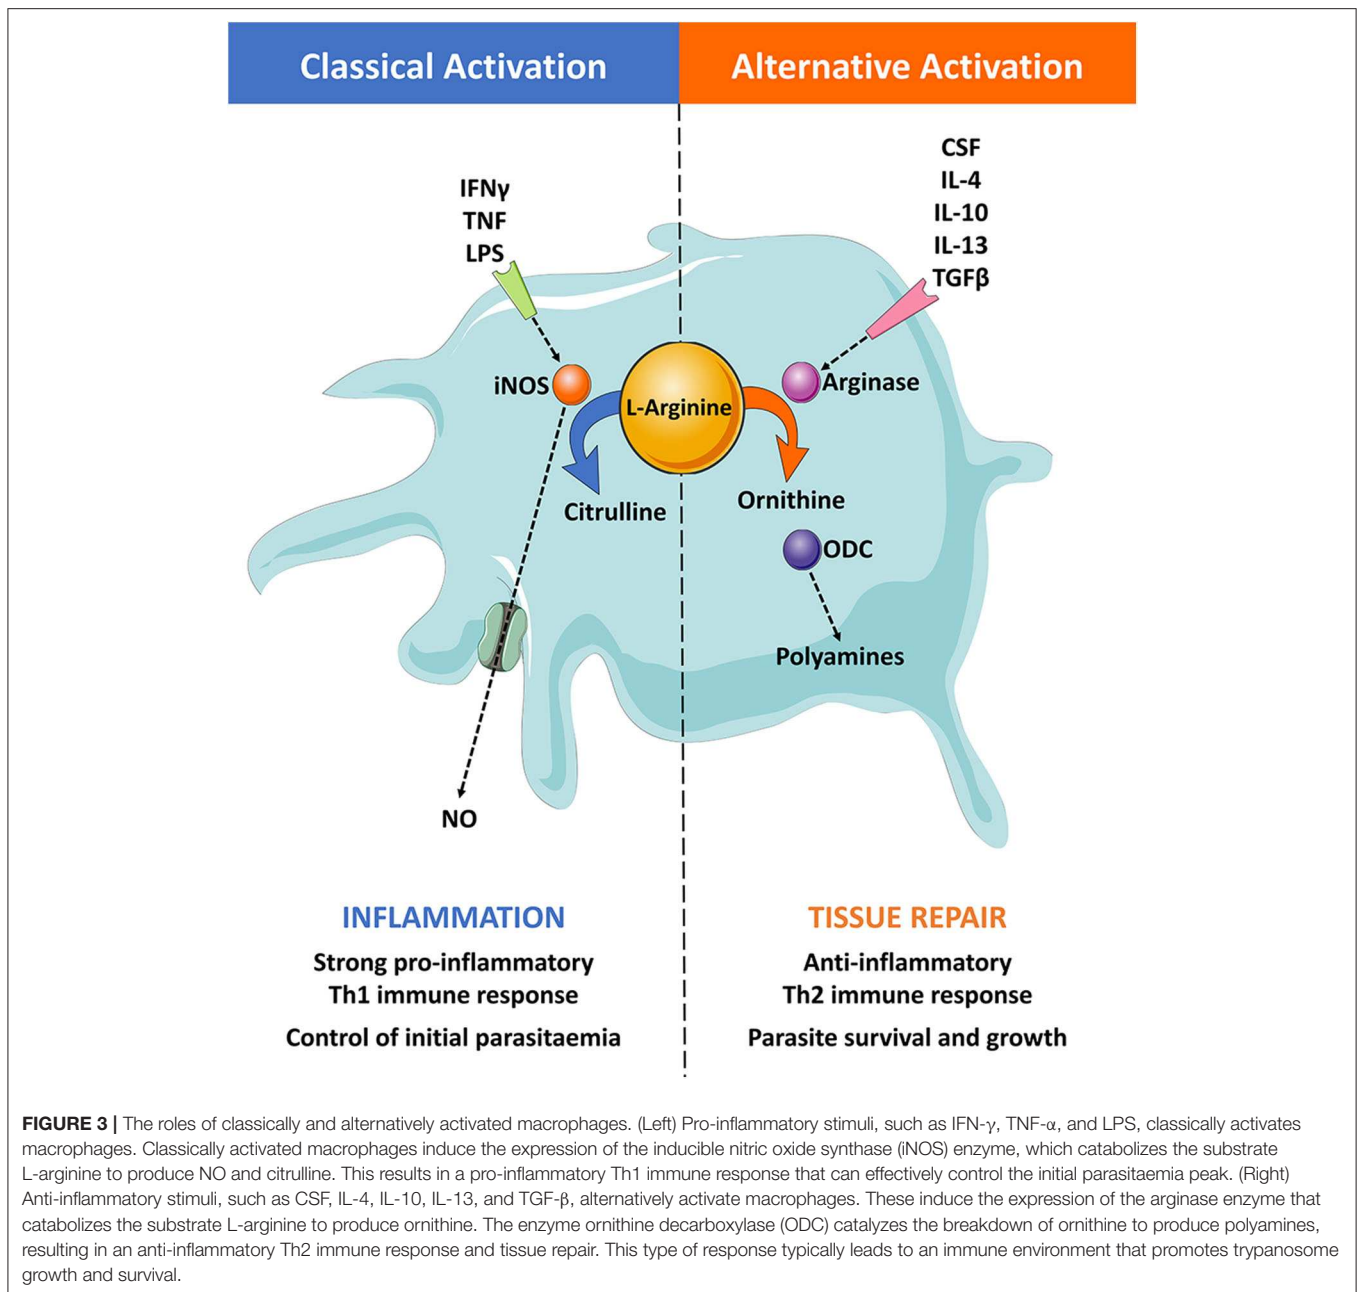 Classical Activation
Alternative Activation
IFNγ
TNF
LPS
CSF
IL-4
IL-10
IL-13
TGFβ
iNOS
L-Arginine
Arginase
Citrulline
Ornithine
ODC
Polyamines
NO
INFLAMMATION
Strong pro-inflammatory
Th1 immune response
Control of initial parasitaemia
TISSUE REPAIR
Anti-inflammatory
Th2 immune response
Parasite survival and growth
FIGURE 3 | The roles of classically and alternatively activated macrophages. (Left) Pro-inflammatory stimuli, such as IFN-γ, TNF-α, and LPS, classically activates
macrophages. Classically activated macrophages induce the expression of the inducible nitric oxide synthase (iNOS) enzyme, which catabolizes the substrate
L-arginine to produce NO and citrulline. This results in a pro-inflammatory Th1 immune response that can effectively control the initial parasitaemia peak. (Right)
Anti-inflammatory stimuli, such as CSF, IL-4, IL-10, IL-13, and TGF-β, alternatively activate macrophages. These induce the expression of the arginase enzyme that
catabolizes the substrate L-arginine to produce ornithine. The enzyme ornithine decarboxylase (ODC) catalyzes the breakdown of ornithine to produce polyamines,
resulting in an anti-inflammatory Th2 immune response and tissue repair. This type of response typically leads to an immune environment that promotes trypanosome
growth and survival.